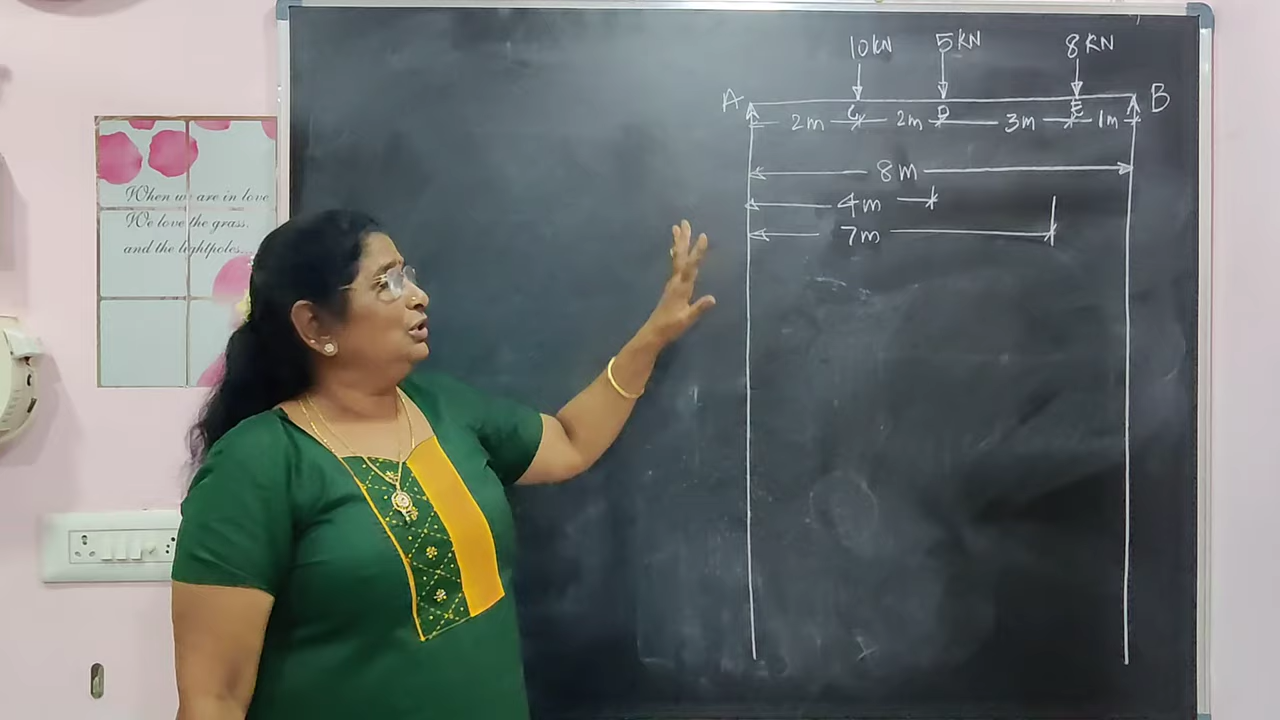 When we are in love
We love the grass,
and the lightpoles...
10KN 5KN 8KN
A B
C D E
2m 2m 3m 1m
8m
4m
7m